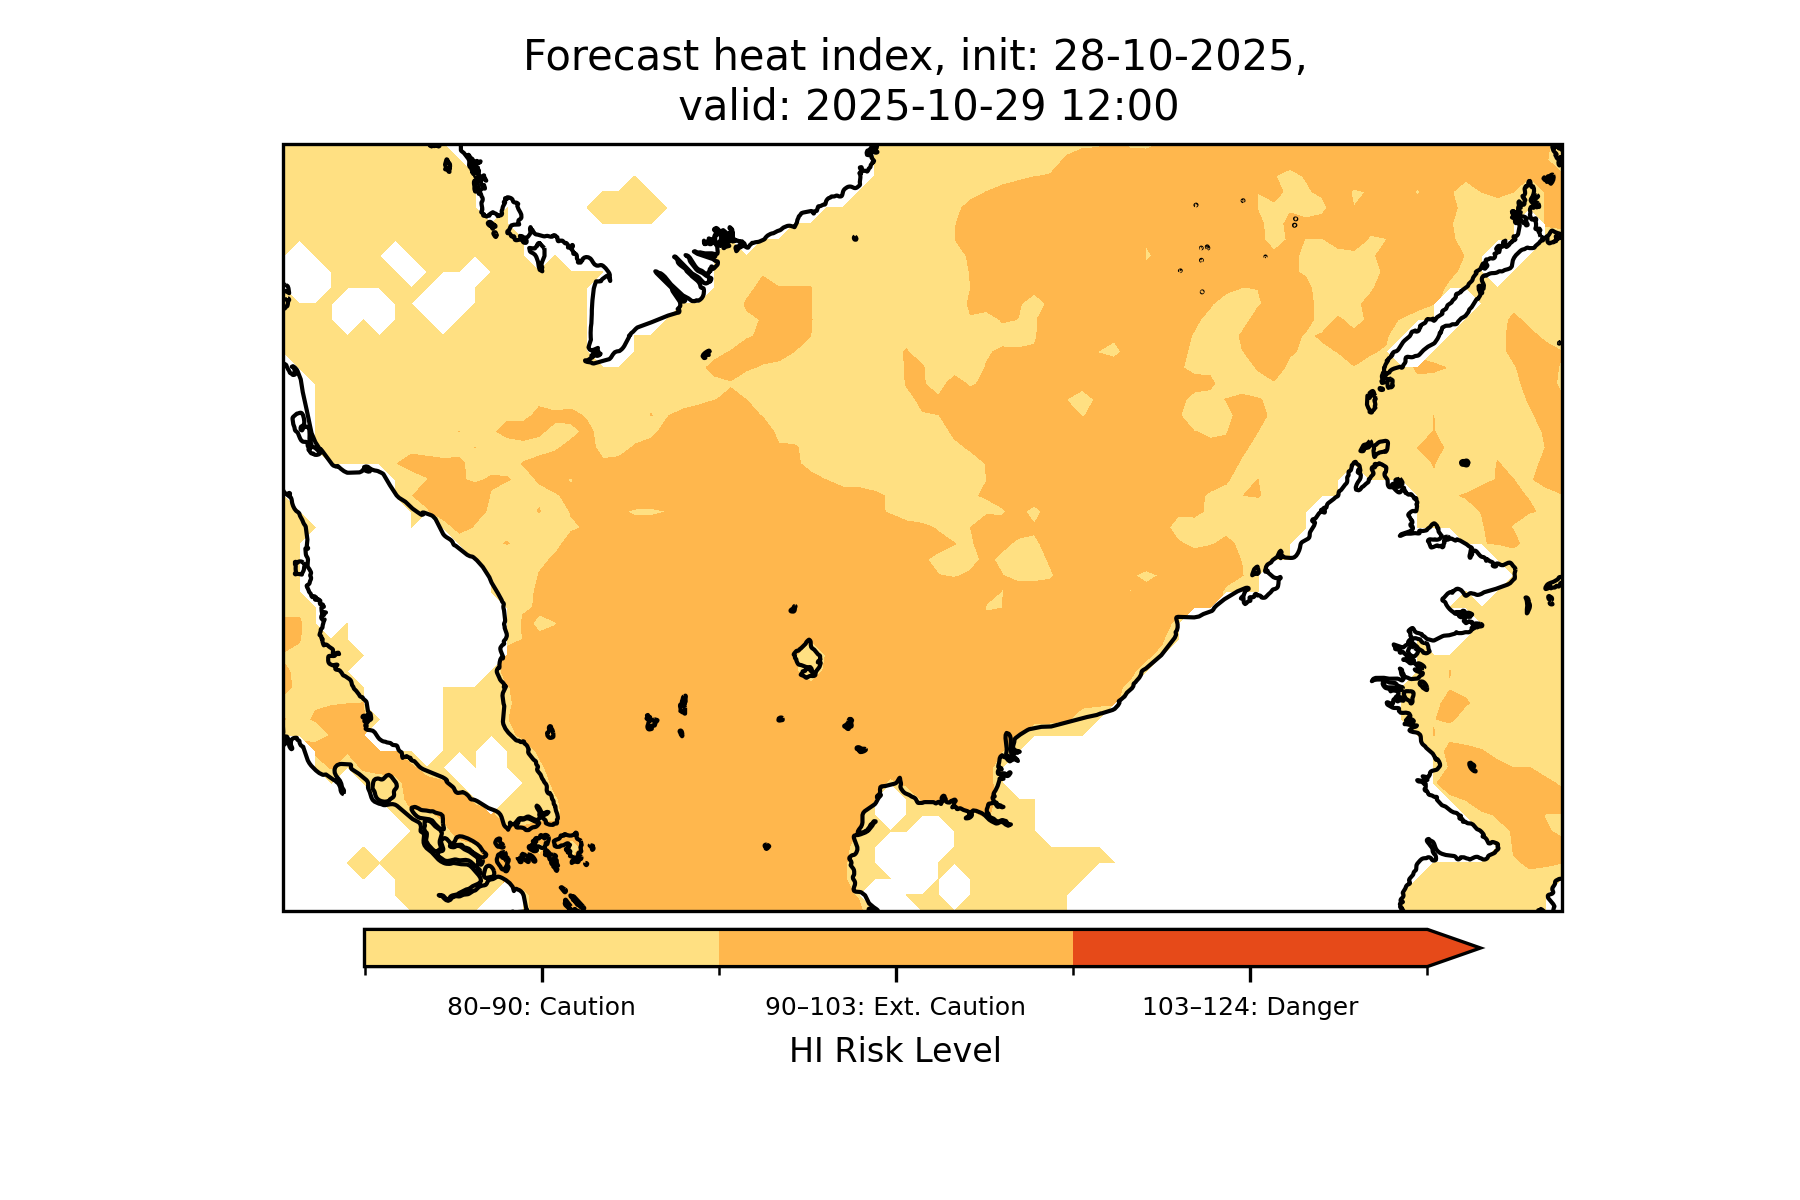 Forecast heat index, init: 28-10-2025,
valid: 2025-10-29 12:00
80–90: Caution
90–103: Ext. Caution
103–124: Danger
HI Risk Level